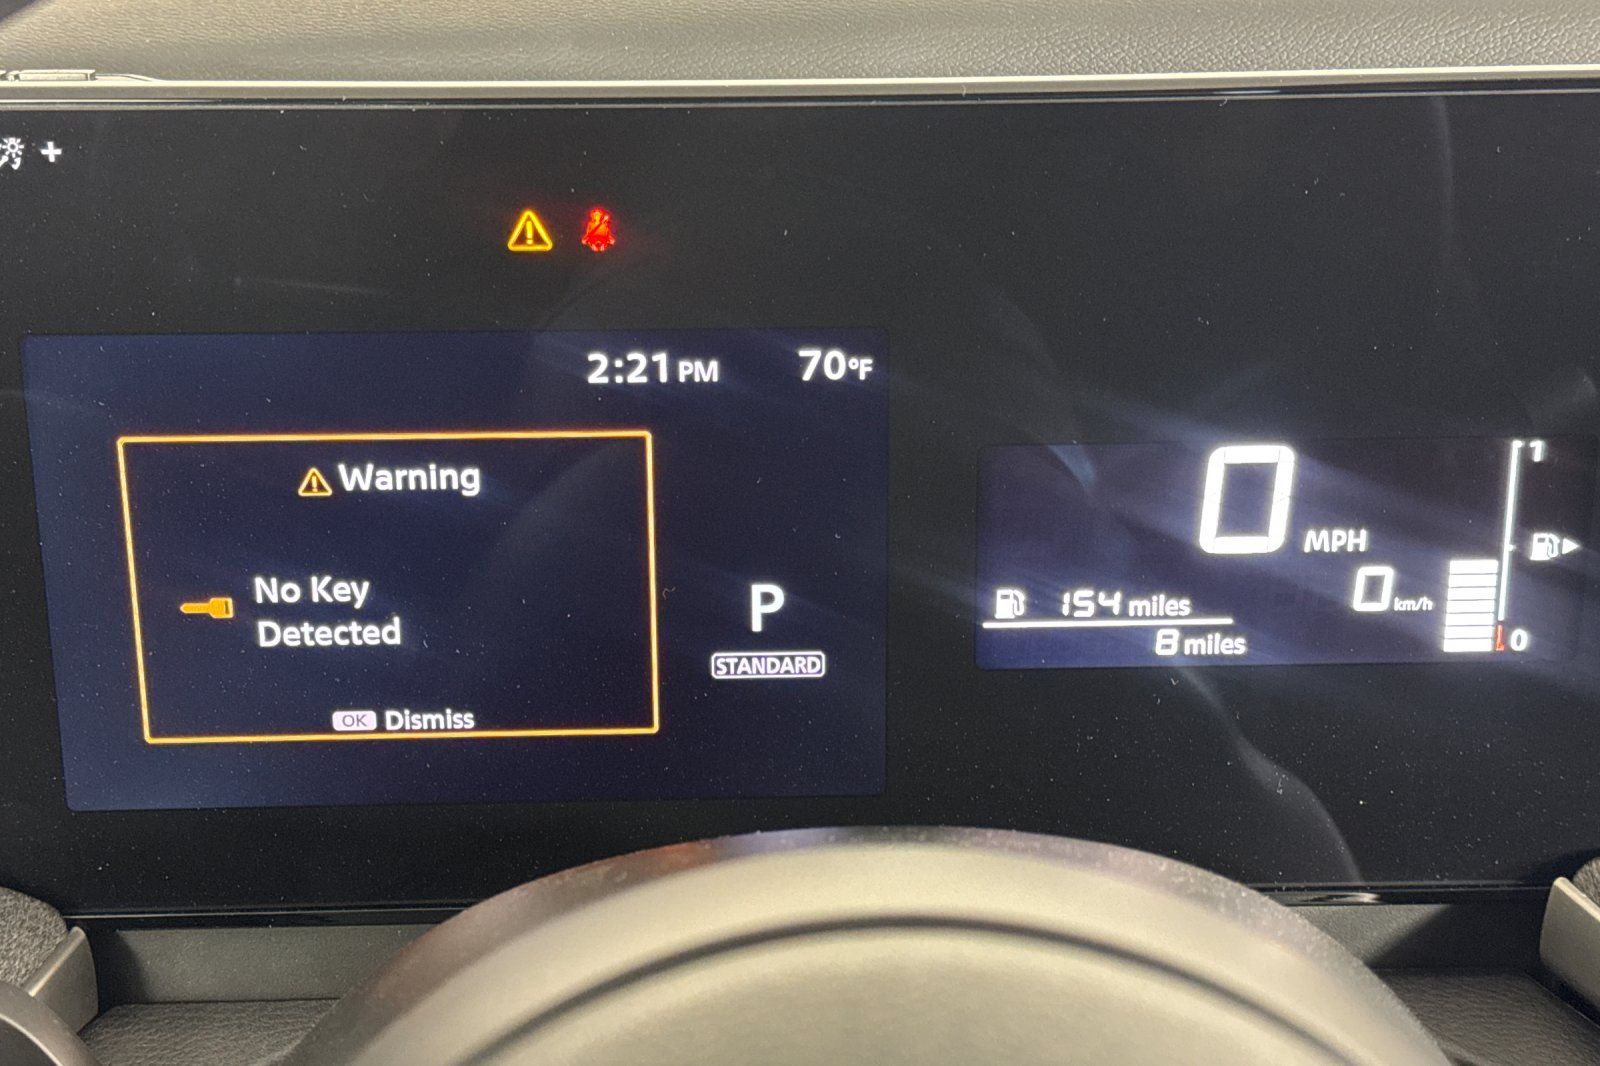 +
2:21 PM 70°F
Warning
No Key
Detected
OK Dismiss
P
STANDARD
0 MPH
0 km/h
154 miles
8 miles
1
0